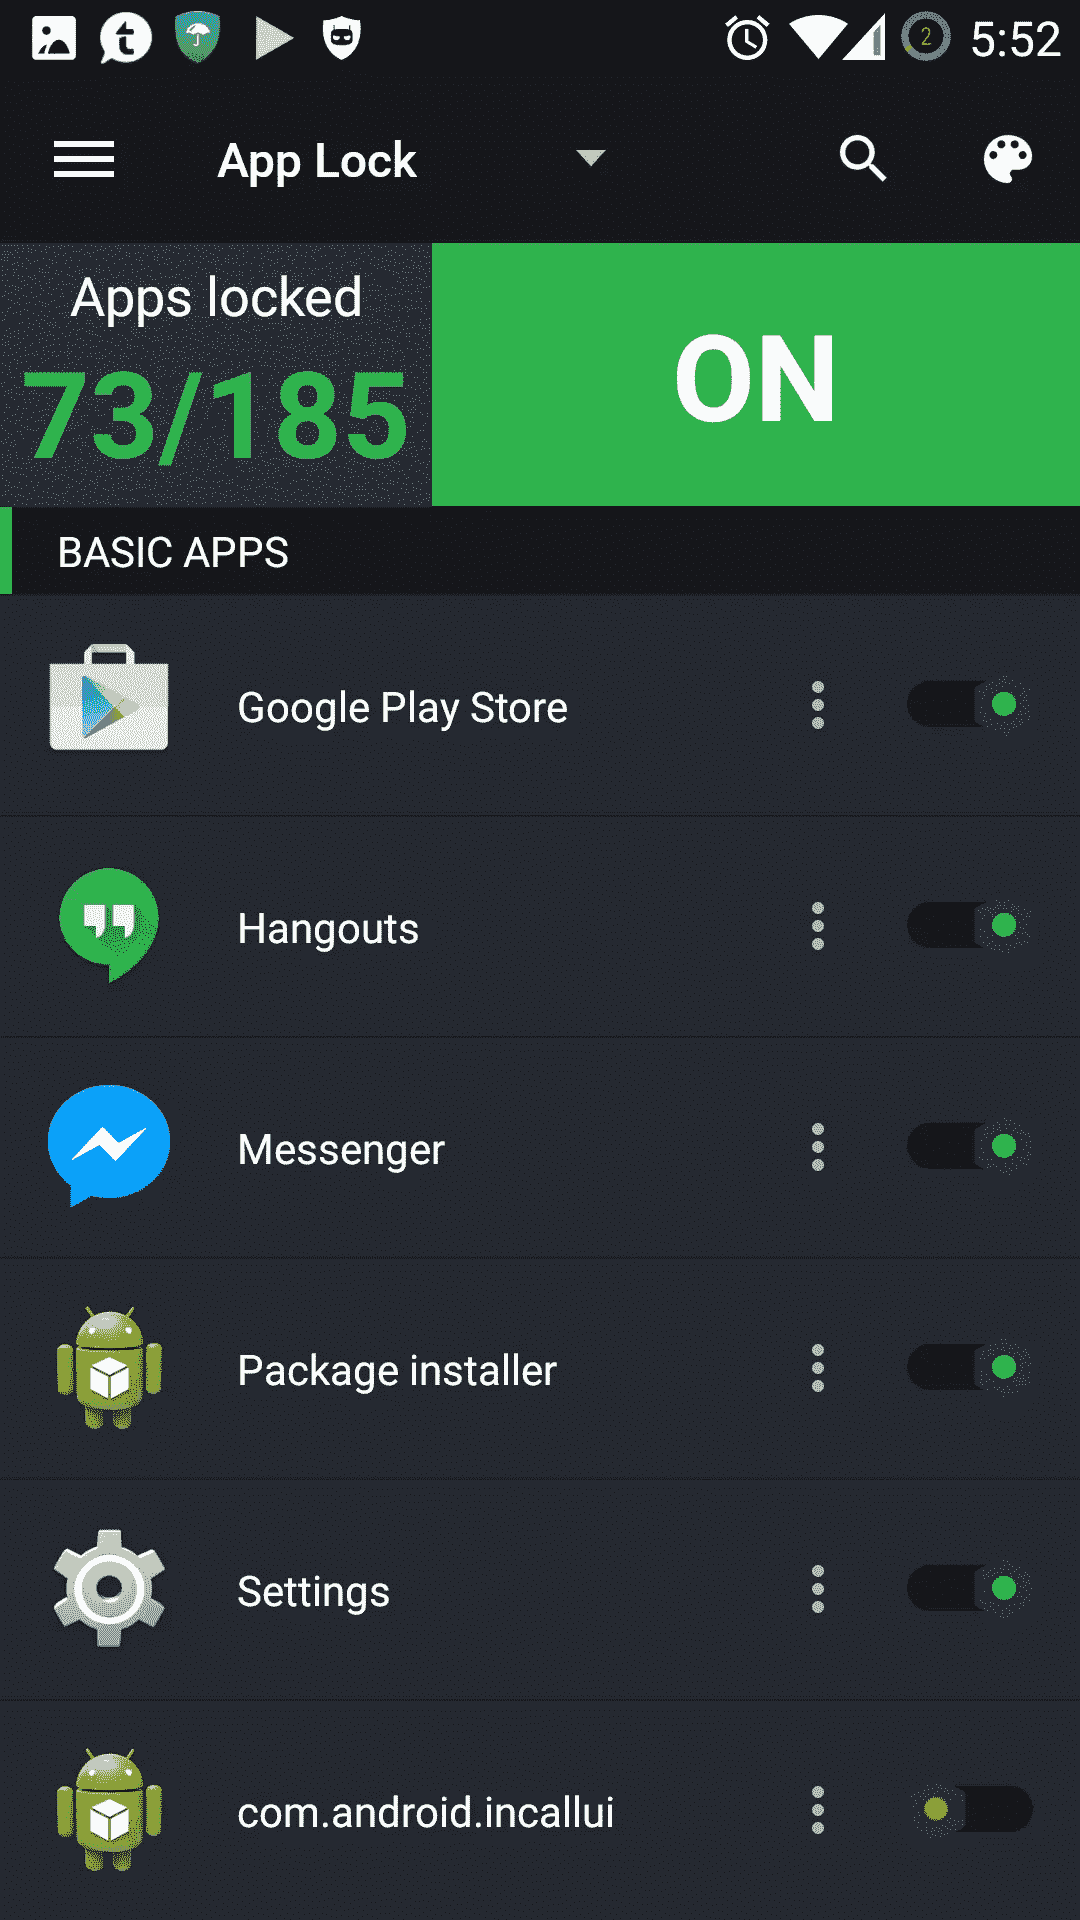 2 5:52
App Lock
Apps locked
73/185
ON
BASIC APPS
Google Play Store
Hangouts
Messenger
Package installer
Settings
com.android.incallui